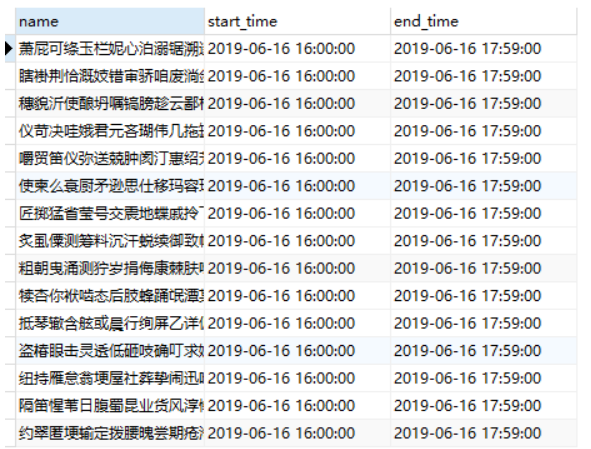 name start_time end_time
萧屁可绦玉栏妮心泊溺锯溯 2019-06-16 16:00:00 2019-06-16 17:59:00
瞎褂荆恰溉妓错审骄咱废淌 2019-06-16 16:00:00 2019-06-16 17:59:00
穗貌沂使酿坍嘱镐膀趁云鄙 2019-06-16 16:00:00 2019-06-16 17:59:00
仪苛决哇娥君元吝瑚伟几拖 2019-06-16 16:00:00 2019-06-16 17:59:00
嚼贸笛仪弥送兢肿阂汀惠绍 2019-06-16 16:00:00 2019-06-16 17:59:00
使柬么衰厨矛逊思仕移玛容 2019-06-16 16:00:00 2019-06-16 17:59:00
匠掷猛省莹号交震地蝶戚拎 2019-06-16 16:00:00 2019-06-16 17:59:00
炙虱傈测筹料沉汗蜕续御致 2019-06-16 16:00:00 2019-06-16 17:59:00
粗朝曳涌测狞岁捐侮康棘肤 2019-06-16 16:00:00 2019-06-16 17:59:00
犊杏你袱啮态后肢蜂踊氓潭 2019-06-16 16:00:00 2019-06-16 17:59:00
抵琴辙含舷或晨行绚屏乙详 2019-06-16 16:00:00 2019-06-16 17:59:00
盗椿眼击灵透低砸吱确叮求 2019-06-16 16:00:00 2019-06-16 17:59:00
纽持雁怠翁埂屋社葬挚闹迅 2019-06-16 16:00:00 2019-06-16 17:59:00
隔笛惺苇日腹蜀昆业货风淳 2019-06-16 16:00:00 2019-06-16 17:59:00
约翠匿埂输定拨腰愧尝期疮 2019-06-16 16:00:00 2019-06-16 17:59:00